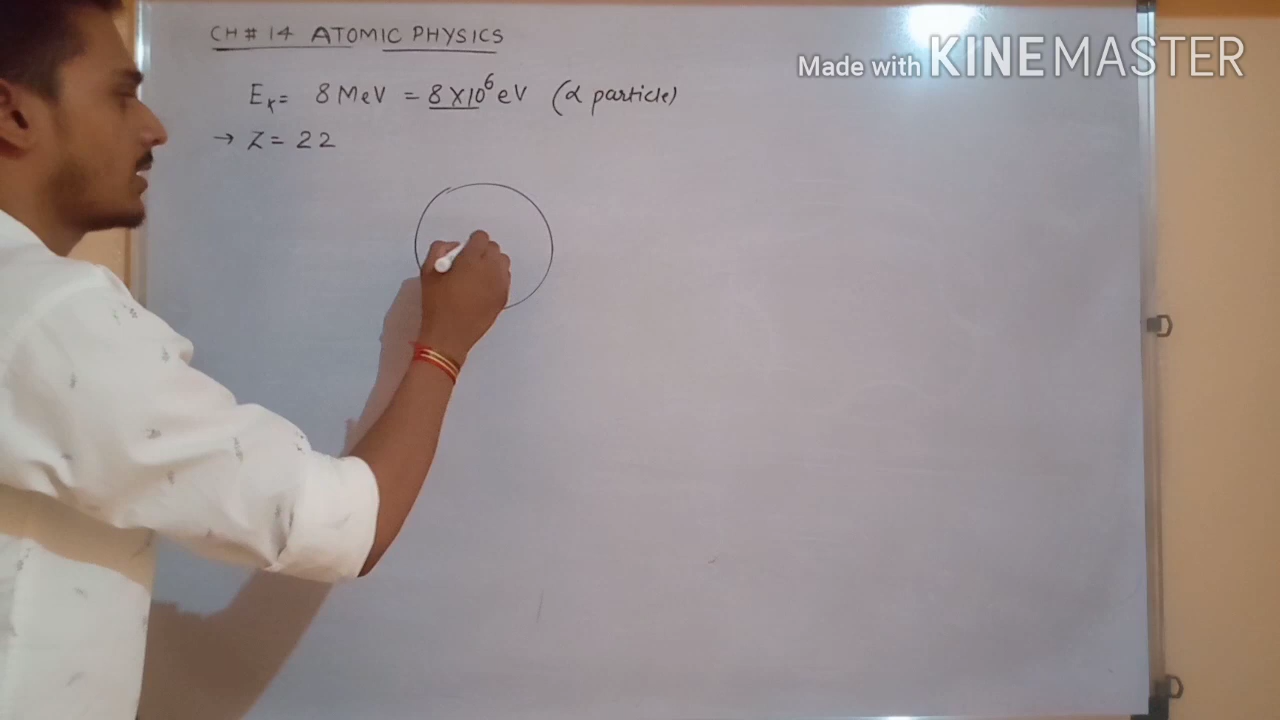 CH # 14 ATOMIC PHYSICS
Made with KINEMASTER
Eₖ = 8 MeV = 8 X 10⁶ eV (α particle)
→ Z = 22